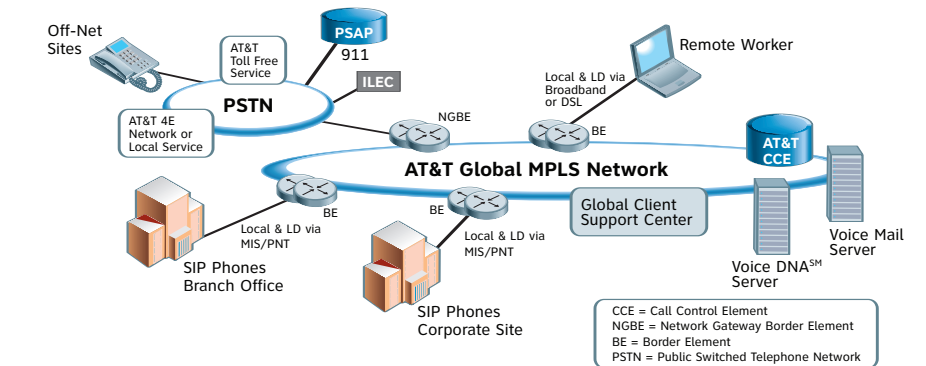 Off-Net
Sites
AT&T
Toll Free
Service
PSAP
911
ILEC
PSTN
AT&T 4E
Network or
Local Service
NGBE
Local & LD via
Broadband
or DSL
Remote Worker
BE
AT&T
CCE
AT&T Global MPLS Network
BE
BE
Global Client
Support Center
Local & LD via
MIS/PNT
Local & LD via
MIS/PNT
Voice Mail
Server
SIP Phones
Branch Office
Voice DNA℠
Server
SIP Phones
Corporate Site
CCE = Call Control Element
NGBE = Network Gateway Border Element
BE = Border Element
PSTN = Public Switched Telephone Network